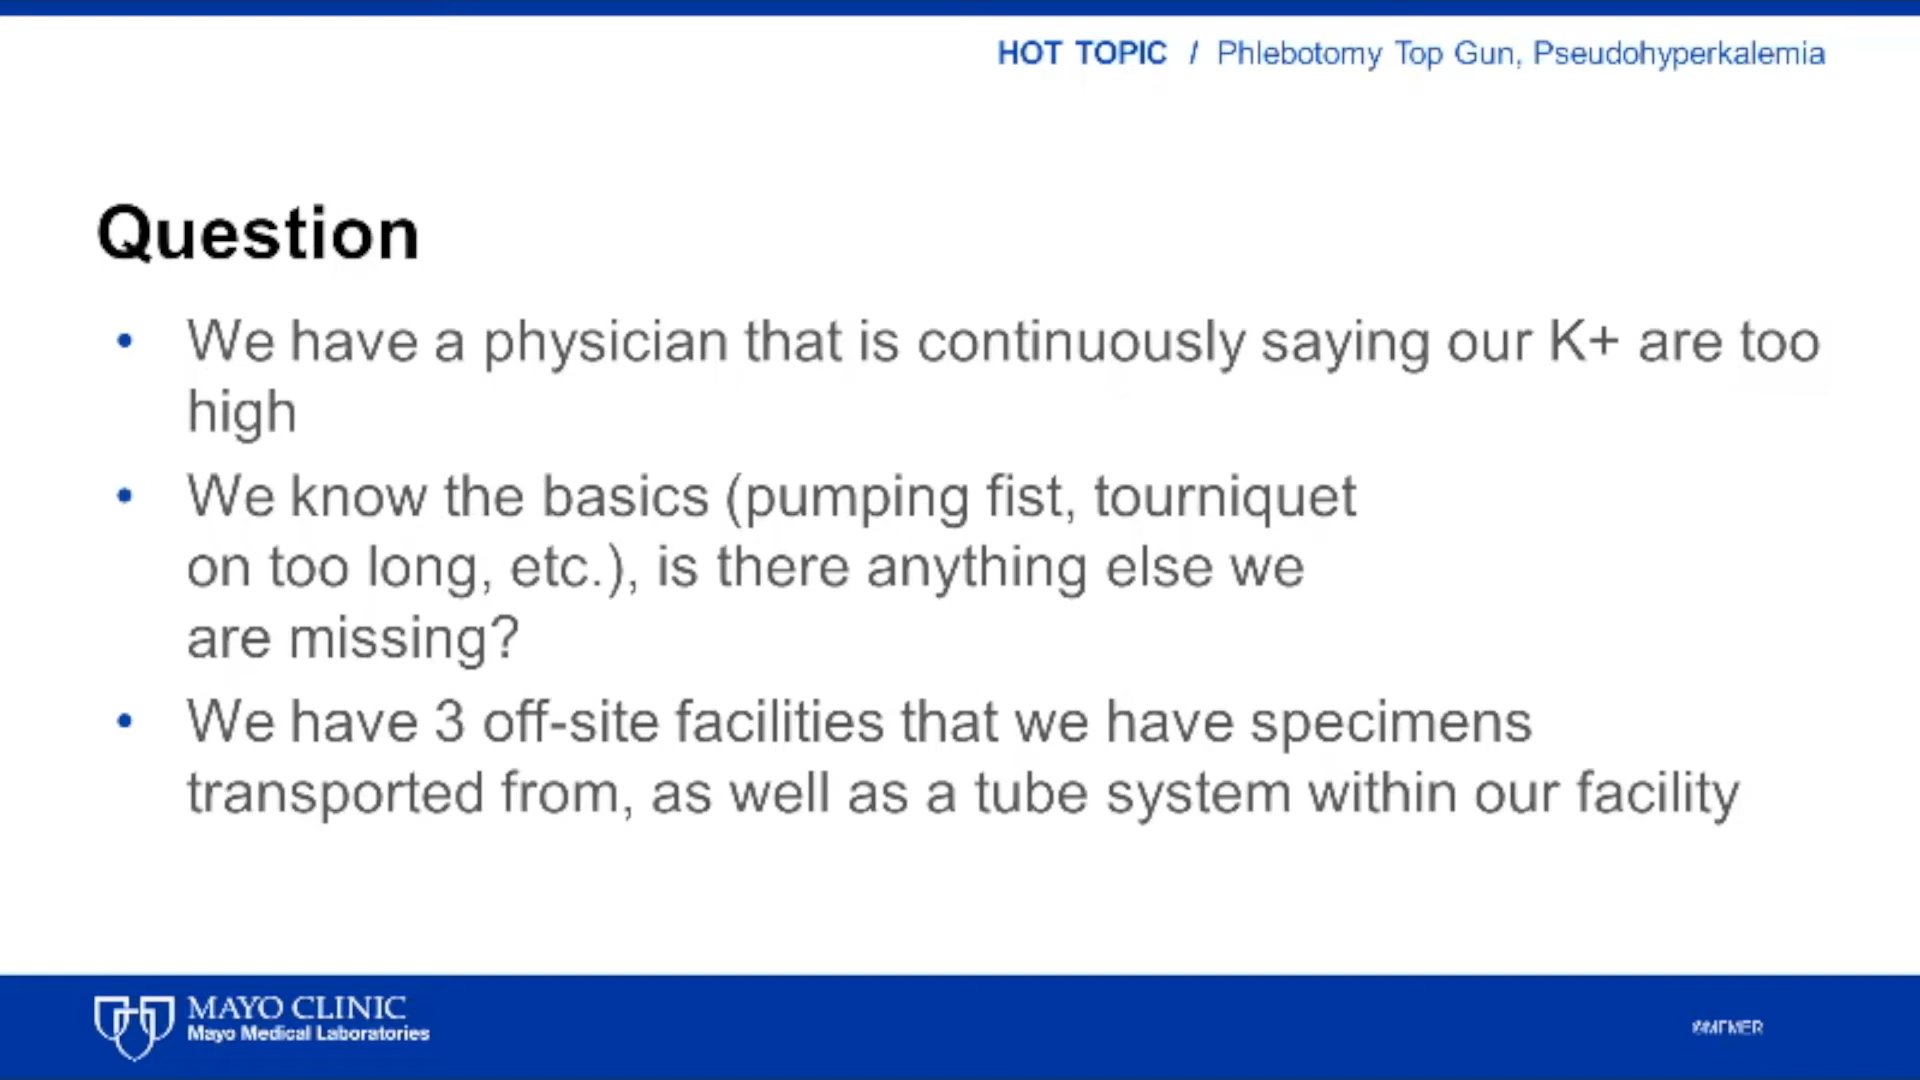 HOT TOPIC / Phlebotomy Top Gun, Pseudohyperkalemia
Question
• We have a physician that is continuously saying our K+ are too
high
• We know the basics (pumping fist, tourniquet
on too long, etc.), is there anything else we
are missing?
• We have 3 off-site facilities that we have specimens
transported from, as well as a tube system within our facility
MAYO CLINIC
Mayo Medical Laboratories
©MFMER